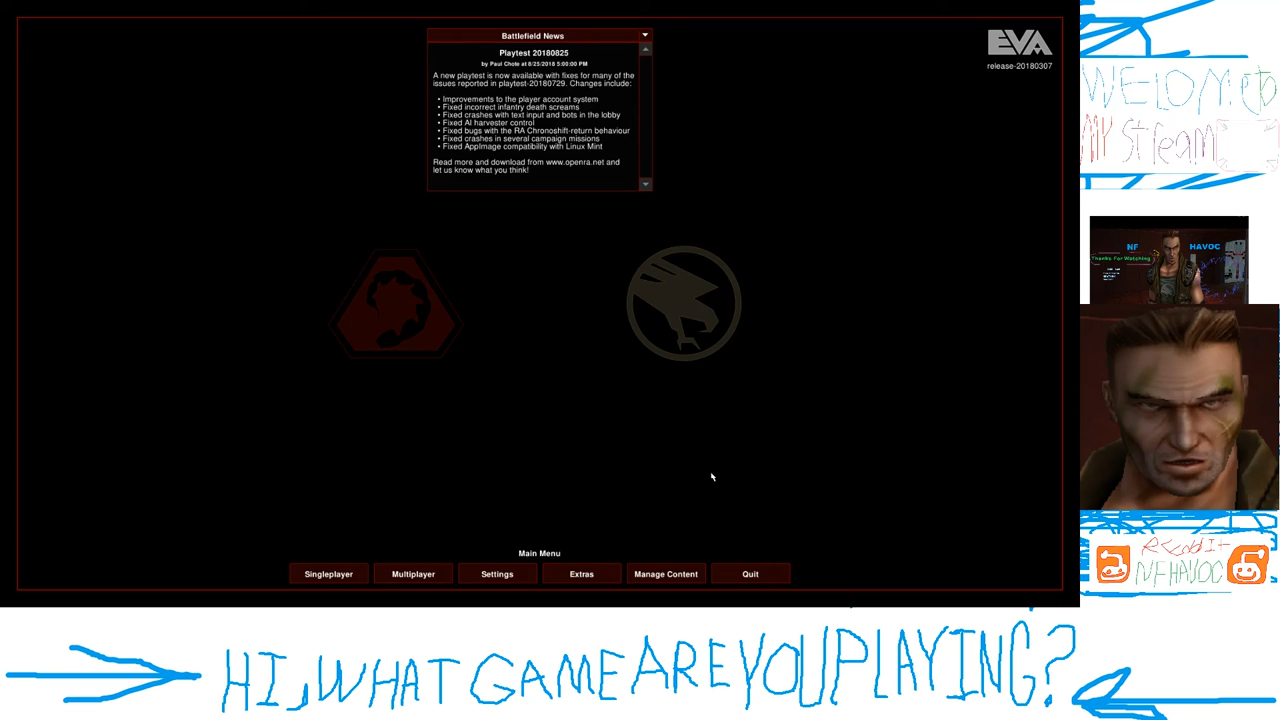 Battlefield News
Playtest 20180825
by Paul Chote at 8/25/2018 5:00:00 PM
A new playtest is now available with fixes for many of the
issues reported in playtest-20180729. Changes include:
• Improvements to the player account system
• Fixed incorrect infantry death screams
• Fixed crashes with text input and bots in the lobby
• Fixed AI harvester control
• Fixed bugs with the RA Chronoshift-return behaviour
• Fixed crashes in several campaign missions
• Fixed AppImage compatibility with Linux Mint
Read more and download from www.openra.net and
let us know what you think!
EVA
release-20180307
WELOMe to
MY STream
NF HAVOC
Thanks For Watching
Main Menu
Singleplayer
Multiplayer
Settings
Extras
Manage Content
Quit
NFHAVOC
HI, WHAT GAME ARE YOU PLAYING?